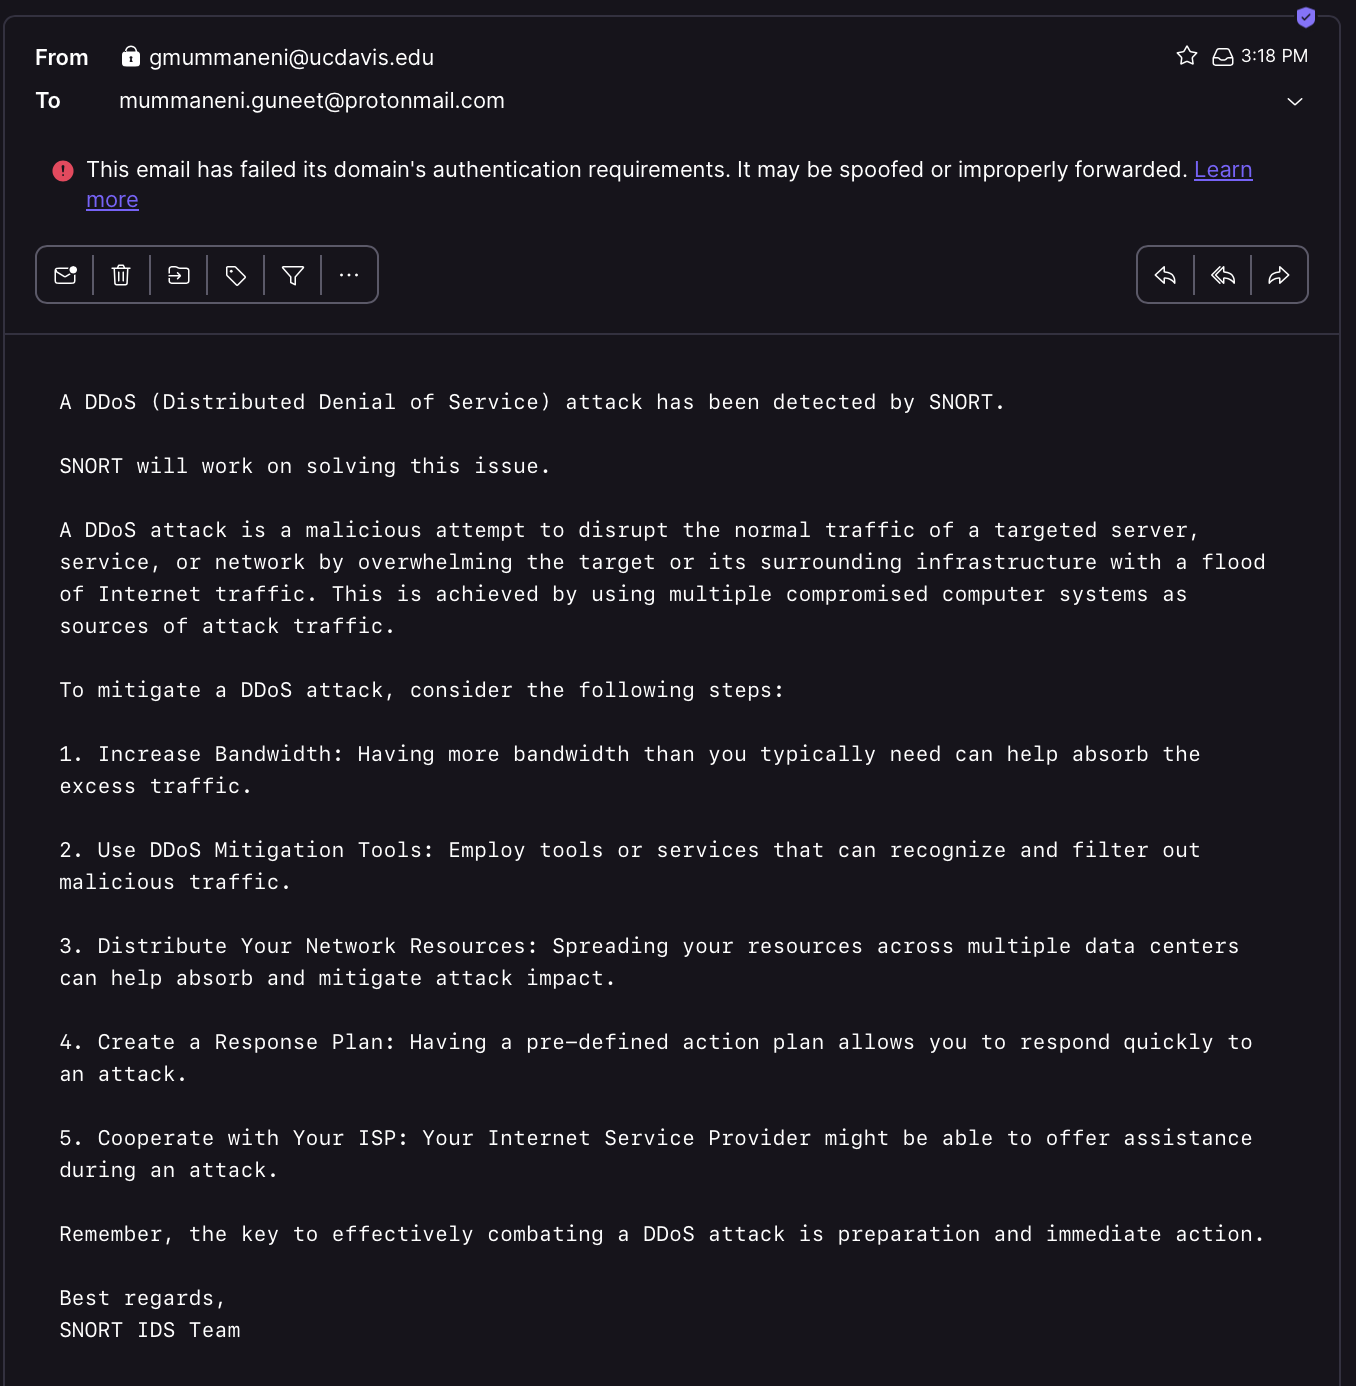 From gmummaneni@ucdavis.edu 3:18 PM
To mummaneni.guneet@protonmail.com
This email has failed its domain's authentication requirements. It may be spoofed or improperly forwarded. Learn
more
A DDoS (Distributed Denial of Service) attack has been detected by SNORT.
SNORT will work on solving this issue.
A DDoS attack is a malicious attempt to disrupt the normal traffic of a targeted server,
service, or network by overwhelming the target or its surrounding infrastructure with a flood
of Internet traffic. This is achieved by using multiple compromised computer systems as
sources of attack traffic.
To mitigate a DDoS attack, consider the following steps:
1. Increase Bandwidth: Having more bandwidth than you typically need can help absorb the
excess traffic.
2. Use DDoS Mitigation Tools: Employ tools or services that can recognize and filter out
malicious traffic.
3. Distribute Your Network Resources: Spreading your resources across multiple data centers
can help absorb and mitigate attack impact.
4. Create a Response Plan: Having a pre-defined action plan allows you to respond quickly to
an attack.
5. Cooperate with Your ISP: Your Internet Service Provider might be able to offer assistance
during an attack.
Remember, the key to effectively combating a DDoS attack is preparation and immediate action.
Best regards,
SNORT IDS Team